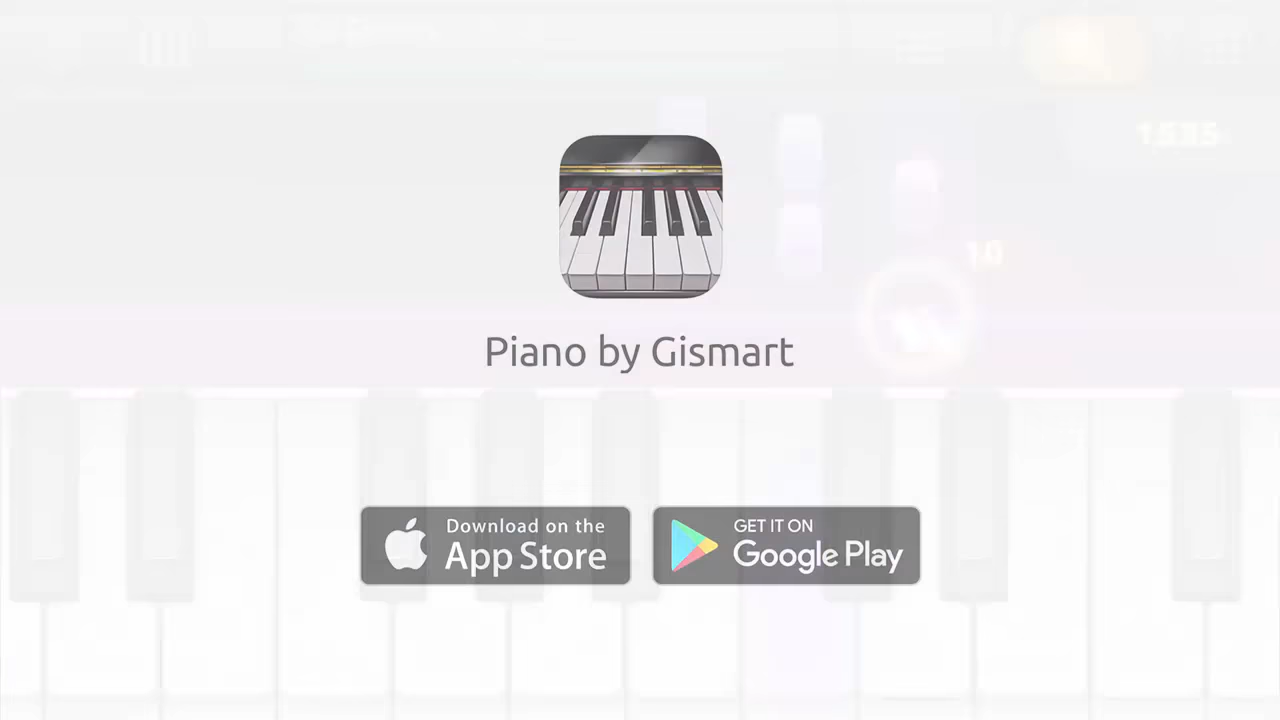 Piano by Gismart
Download on the
App Store
GET IT ON
Google Play